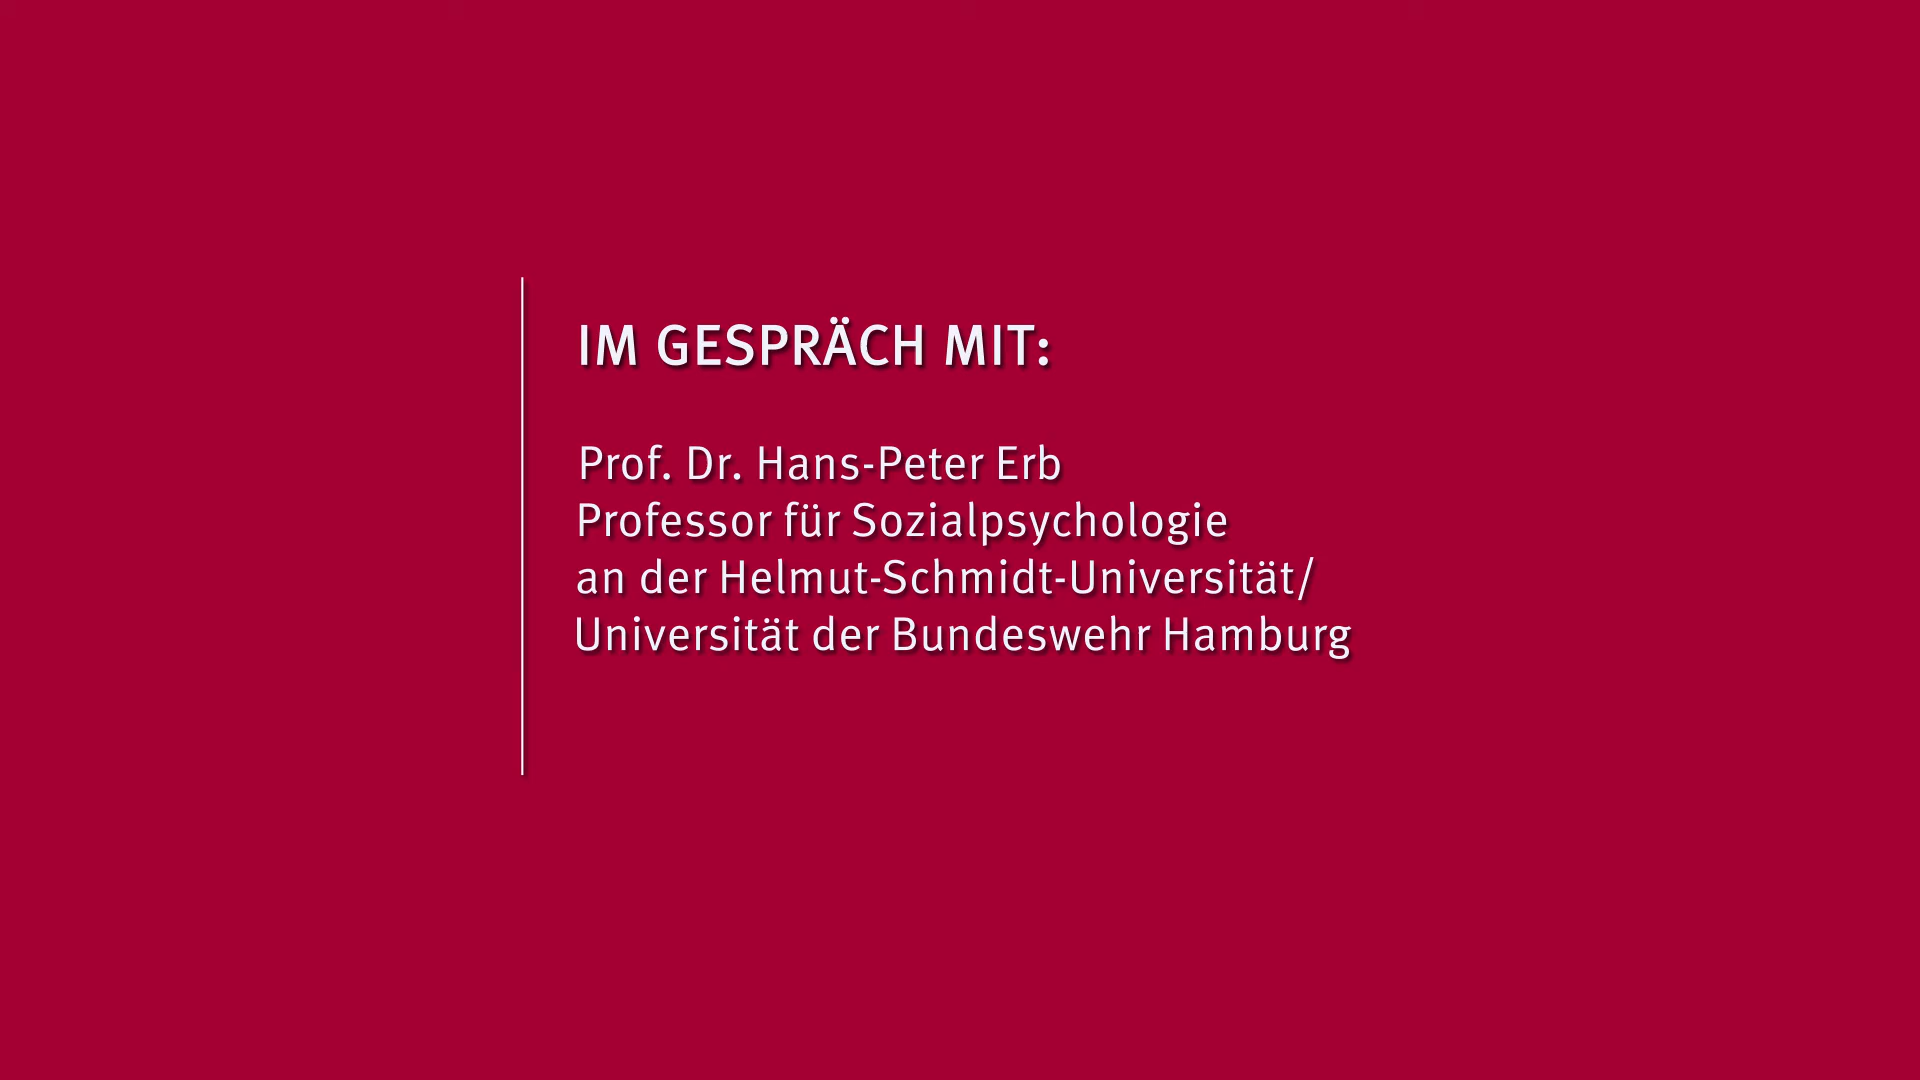 IM GESPRÄCH MIT:
Prof. Dr. Hans-Peter Erb
Professor für Sozialpsychologie
an der Helmut-Schmidt-Universität/
Universität der Bundeswehr Hamburg